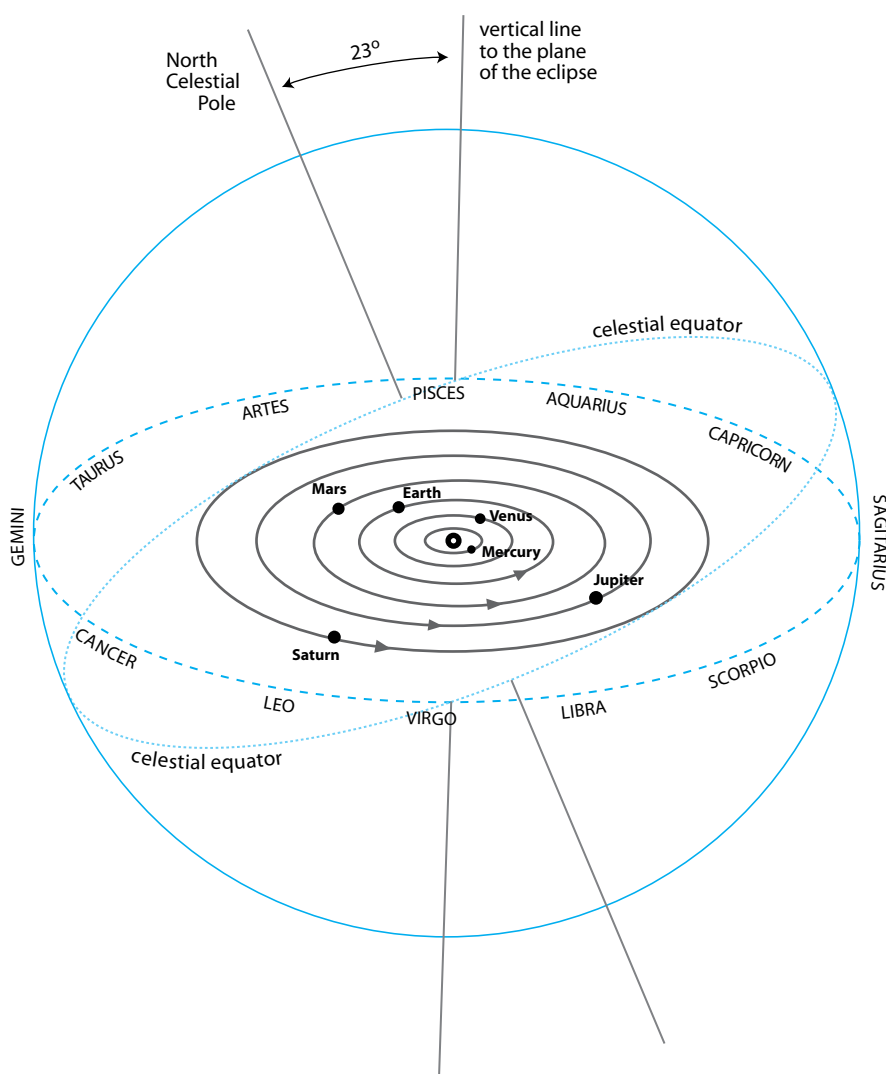 North
Celestial
Pole
23°
vertical line
to the plane
of the eclipse
celestial equator
ARTES
PISCES
AQUARIUS
TAURUS
CAPRICORN
GEMINI
SAGITARIUS
Mars
Earth
Venus
Mercury
Jupiter
Saturn
CANCER
LEO
VIRGO
LIBRA
SCORPIO
celestial equator